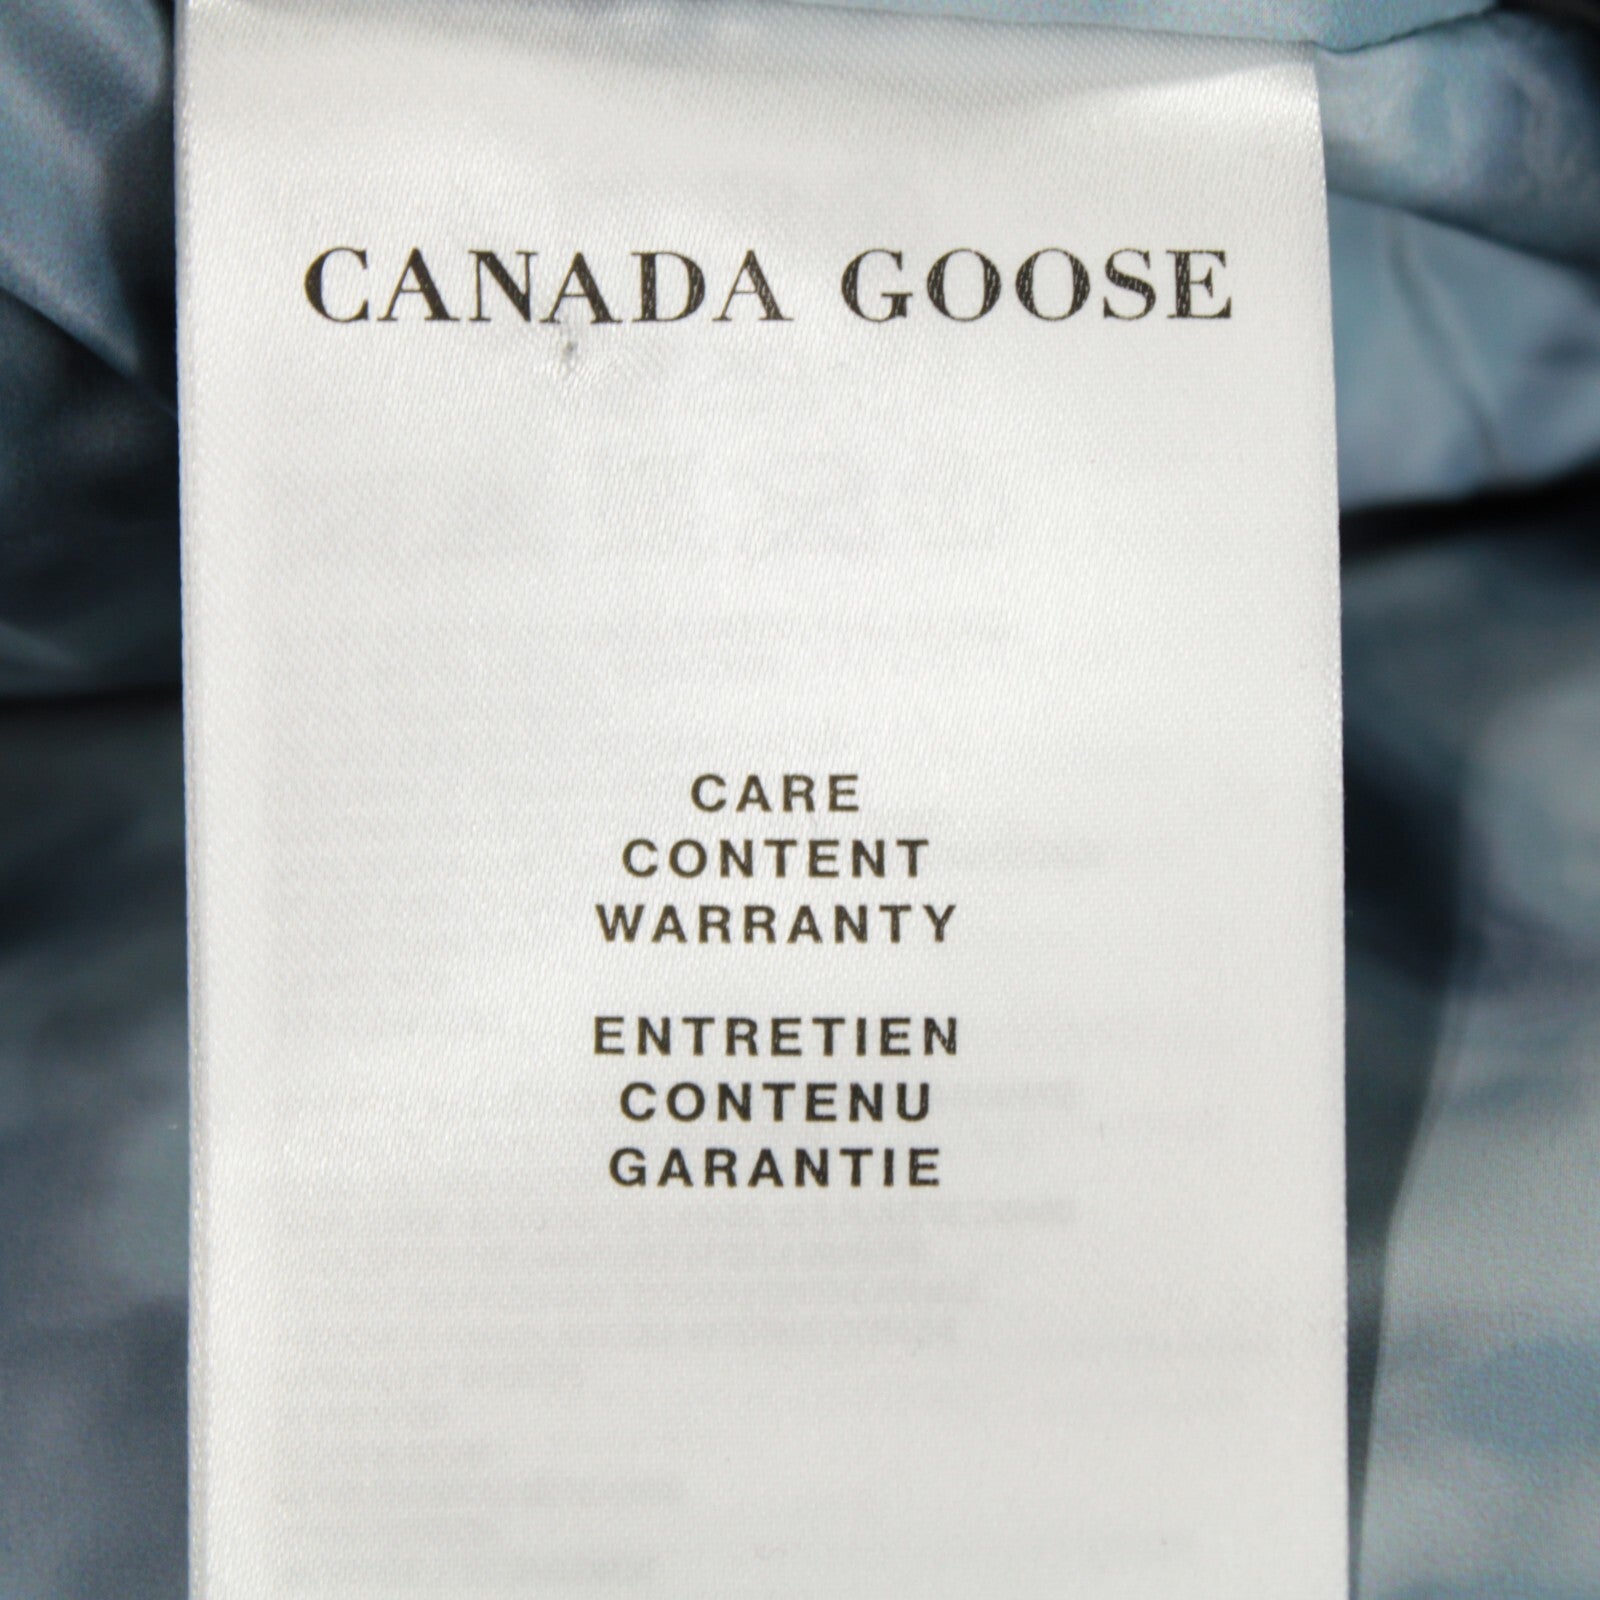 CANADA GOOSE
CARE
CONTENT
WARRANTY
ENTRETIEN
CONTENU
GARANTIE